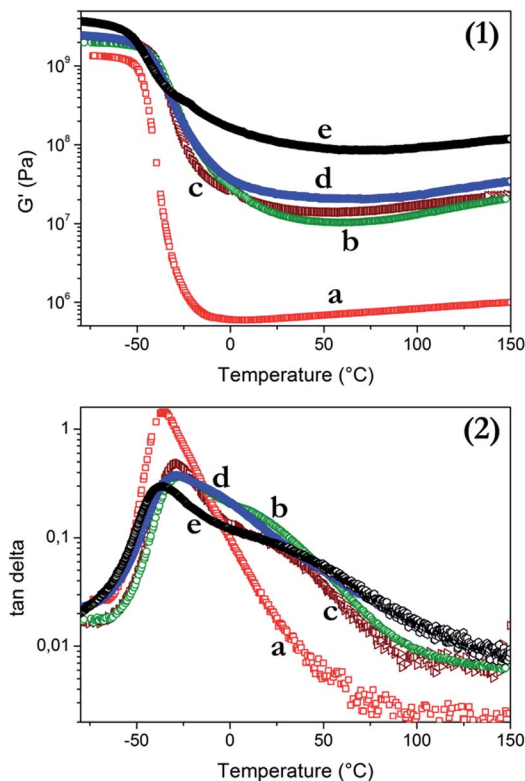 (1)
10⁹
10⁸
10⁷
10⁶
G' (Pa)
e
d
c
b
a
-50 0 50 100 150
Temperature (°C)
(2)
1
0,1
0,01
tan delta
d
b
e
c
a
-50 0 50 100 150
Temperature (°C)